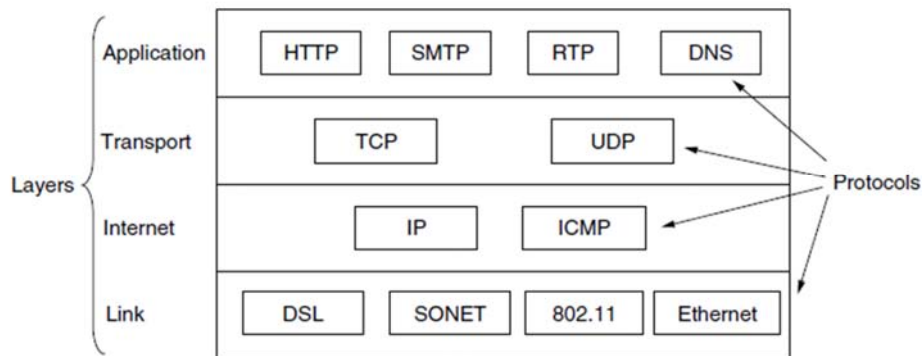 Application HTTP SMTP RTP DNS
Transport TCP UDP
Layers Protocols
Internet IP ICMP
Link DSL SONET 802.11 Ethernet